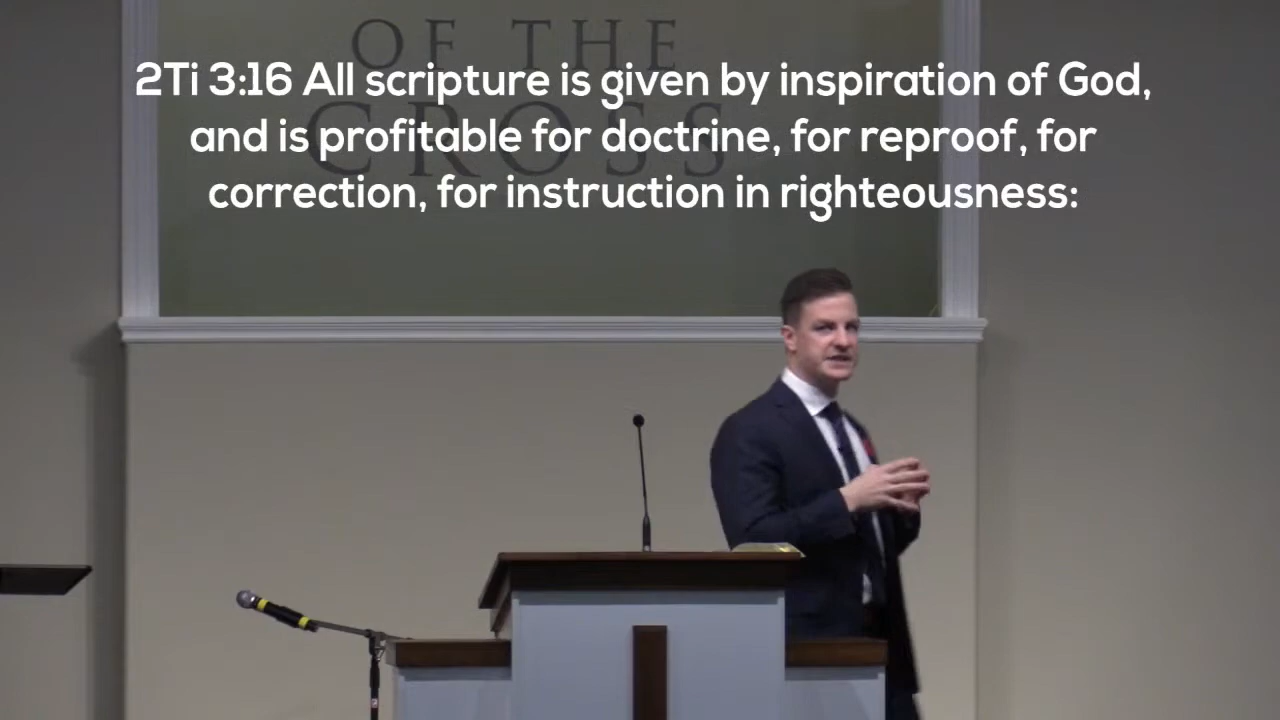 OF THE
CROSS
2Ti 3:16 All scripture is given by inspiration of God,
and is profitable for doctrine, for reproof, for
correction, for instruction in righteousness: